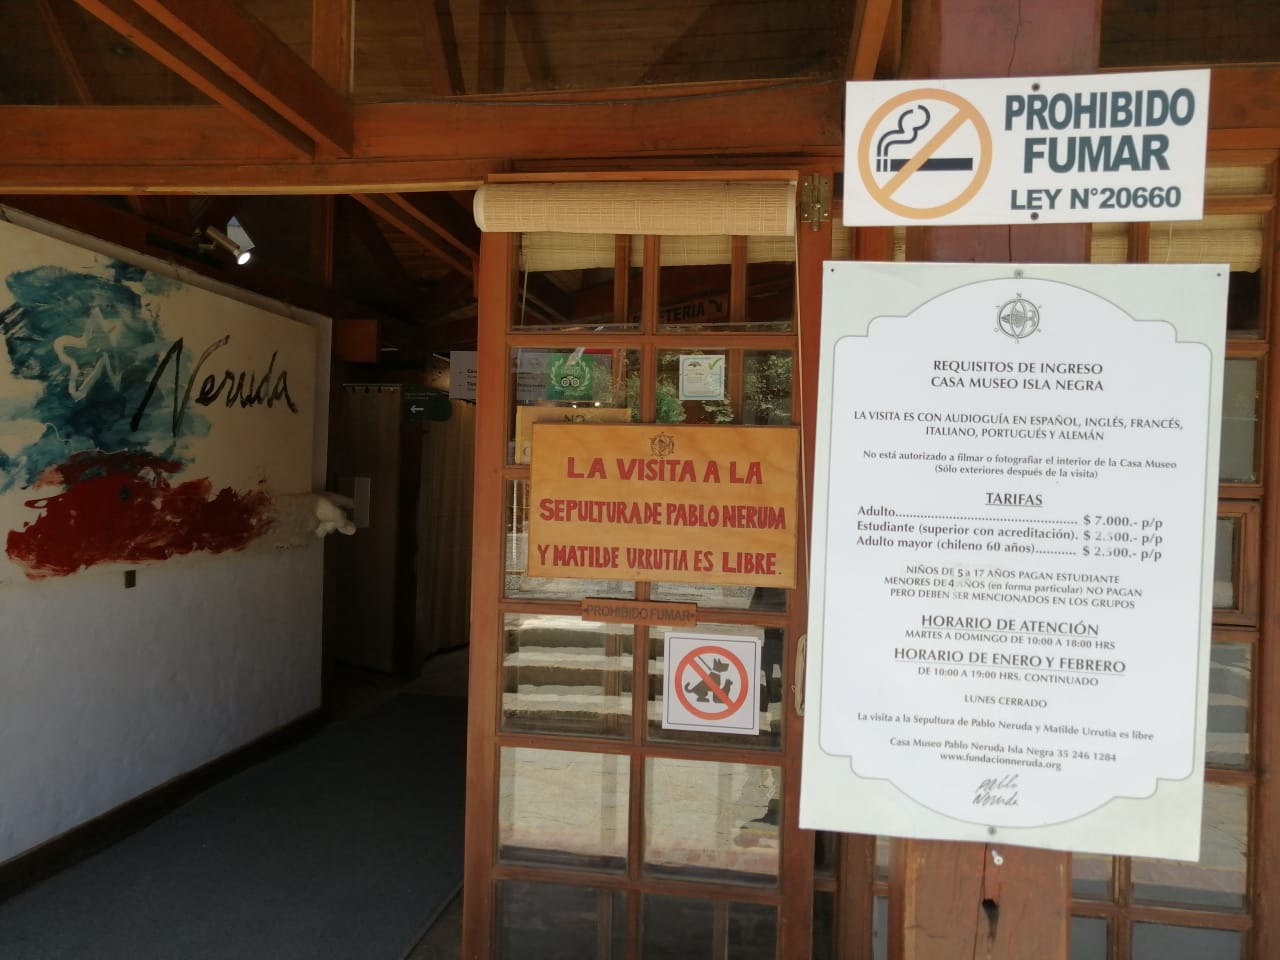 Neruda
CAFETERIA
LA VISITA A LA
SEPULTURA DE PABLO NERUDA
Y MATILDE URRUTIA ES LIBRE.
PROHIBIDO FUMAR
PROHIBIDO
FUMAR
LEY N°20660
REQUISITOS DE INGRESO
CASA MUSEO ISLA NEGRA
LA VISITA ES CON AUDIOGUÍA EN ESPAÑOL, INGLÉS, FRANCÉS,
ITALIANO, PORTUGUÉS Y ALEMÁN
No está autorizado a filmar o fotografiar el interior de la Casa Museo
(Sólo exteriores después de la visita)
TARIFAS
Adulto............................................. $ 7.000.- p/p
Estudiante (superior con acreditación). $ 2.500.- p/p
Adulto mayor (chileno 60 años)........... $ 2.500.- p/p
NIÑOS DE 5 a 17 AÑOS PAGAN ESTUDIANTE
MENORES DE 4 AÑOS (en forma particular) NO PAGAN
PERO DEBEN SER MENCIONADOS EN LOS GRUPOS
HORARIO DE ATENCIÓN
MARTES A DOMINGO DE 10:00 A 18:00 HRS
HORARIO DE ENERO Y FEBRERO
DE 10:00 A 19:00 HRS. CONTINUADO
LUNES CERRADO
La visita a la Sepultura de Pablo Neruda y Matilde Urrutia es libre
Casa Museo Pablo Neruda Isla Negra 35 246 1284
www.fundacionneruda.org
Pablo
Neruda